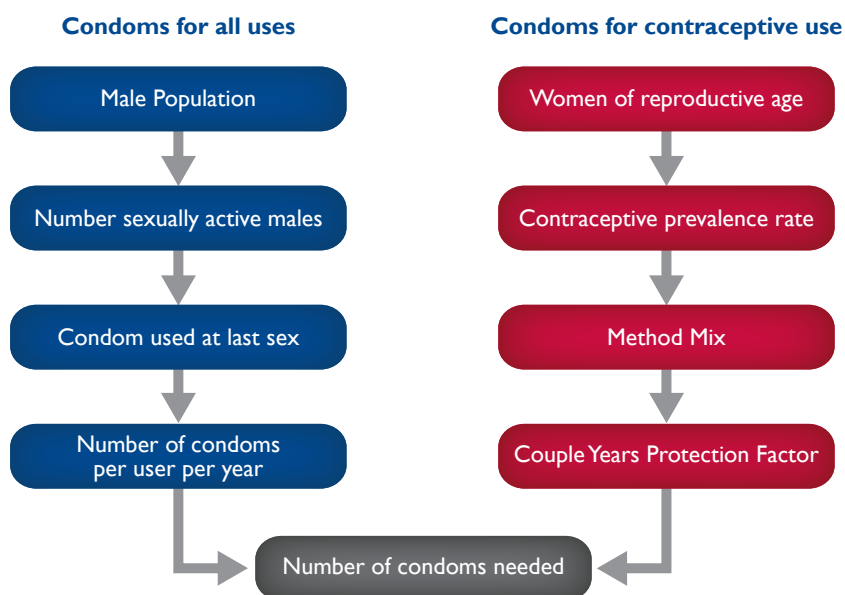 Condoms for all uses
Male Population
Number sexually active males
Condom used at last sex
Number of condoms
per user per year
Condoms for contraceptive use
Women of reproductive age
Contraceptive prevalence rate
Method Mix
Couple Years Protection Factor
Number of condoms needed